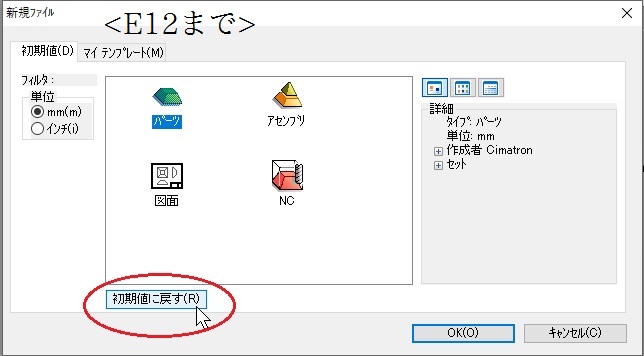 新規ファイル
<E12まで>
初期値(D)
マイ テンプレート(M)
フィルタ :
単位
mm(m)
インチ(i)
パーツ
アセンブリ
図面
NC
初期値に戻す(R)
詳細
タイプ: パーツ
単位: mm
作成者 Cimatron
セット
OK(O)
キャンセル(C)